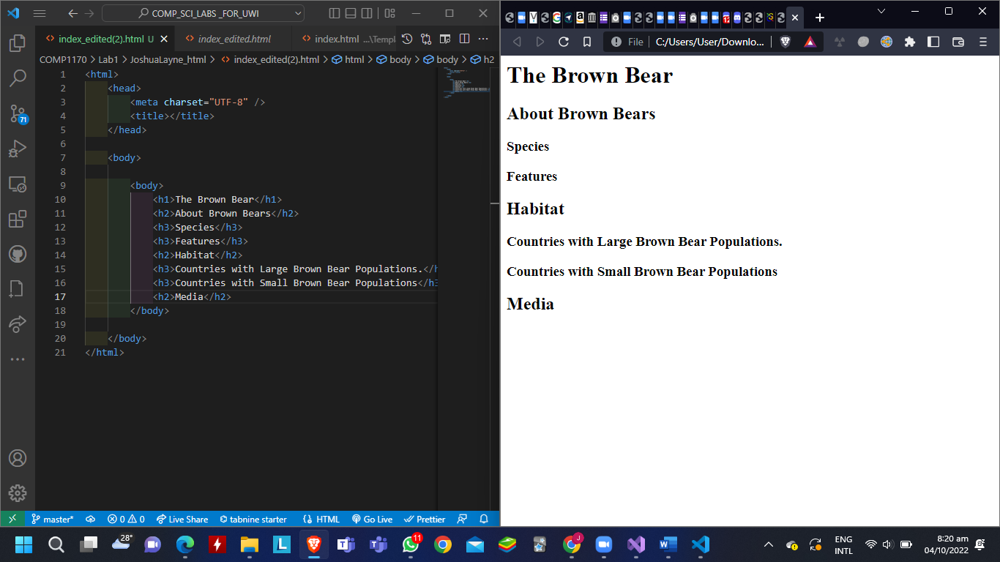 COMP_SCI_LABS _FOR_UWI
index_edited(2).html U
index_edited.html
index.html ...\Templ
COMP1170 > Lab1 > JoshuaLayne_html > index_edited(2).html > html > body > body > h2
1 <html>
2 <head>
3 <meta charset="UTF-8" />
4 <title></title>
5 </head>
6
7 <body>
8
9 <body>
10 <h1>The Brown Bear</h1>
11 <h2>About Brown Bears</h2>
12 <h3>Species</h3>
13 <h3>Features</h3>
14 <h2>Habitat</h2>
15 <h3>Countries with Large Brown Bear Populations.</h
16 <h3>Countries with Small Brown Bear Populations</h3
17 <h2>Media</h2>
18 </body>
19
20 </body>
21 </html>
71
master* 0 0 Live Share tabnine starter HTML Go Live Prettier
File C:/Users/User/Downlo...
The Brown Bear
About Brown Bears
Species
Features
Habitat
Countries with Large Brown Bear Populations.
Countries with Small Brown Bear Populations
Media
28°
11
ENG
INTL
8:20 am
04/10/2022